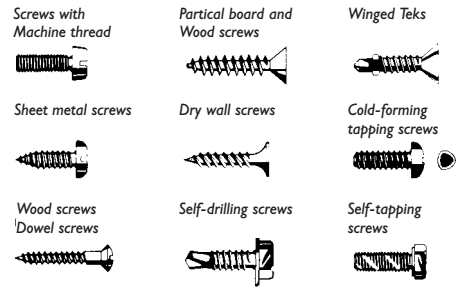 Screws with
Machine thread
Partical board and
Wood screws
Winged Teks
Sheet metal screws
Dry wall screws
Cold-forming
tapping screws
Wood screws
Dowel screws
Self-drilling screws
Self-tapping
screws